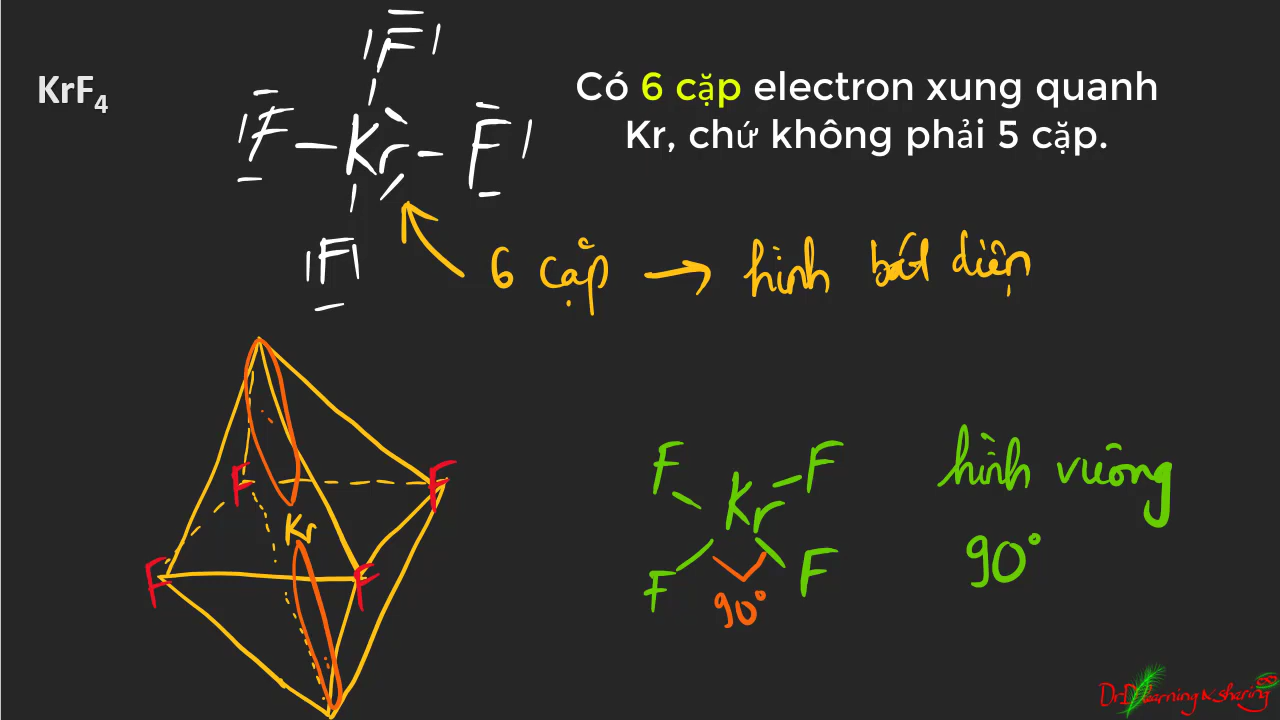 KrF₄
F
F Kr F
F
Có 6 cặp electron xung quanh
Kr, chứ không phải 5 cặp.
6 cặp → hình bát diện
F F
Kr
F F
F F
Kr
F F
90°
hình vuông
90°
Dr.D learning & sharing